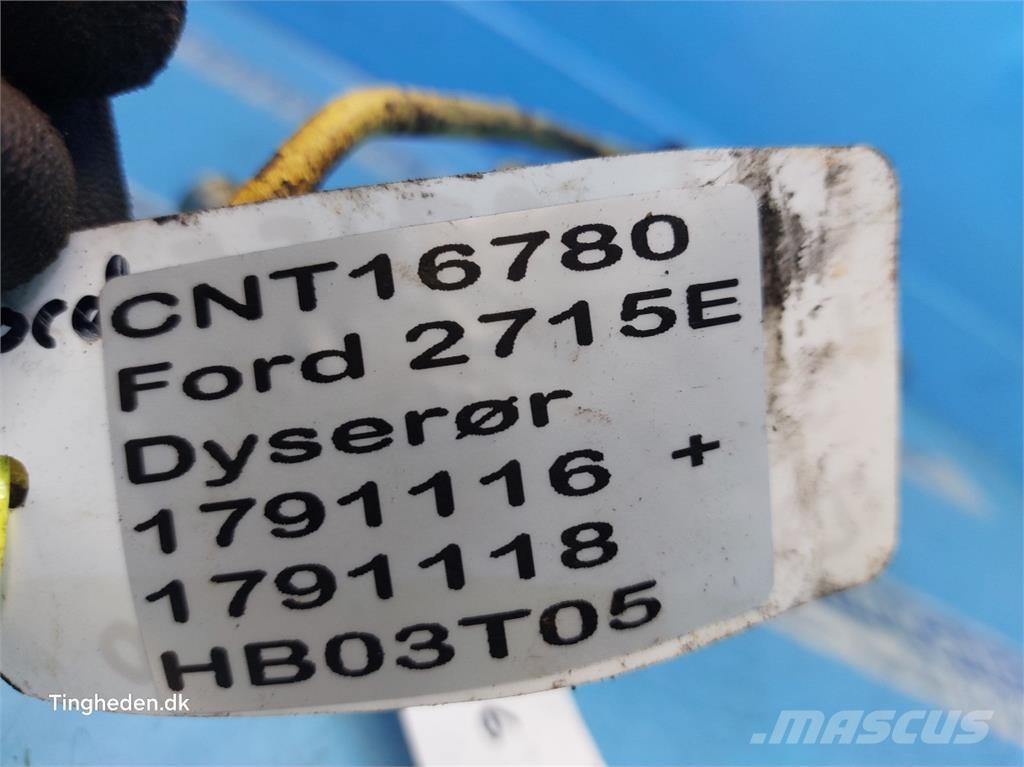 CNT16780
Ford 2715E
Dyserør
1791116 +
1791118
HB03T05
Tingheden.dk
MASCUS